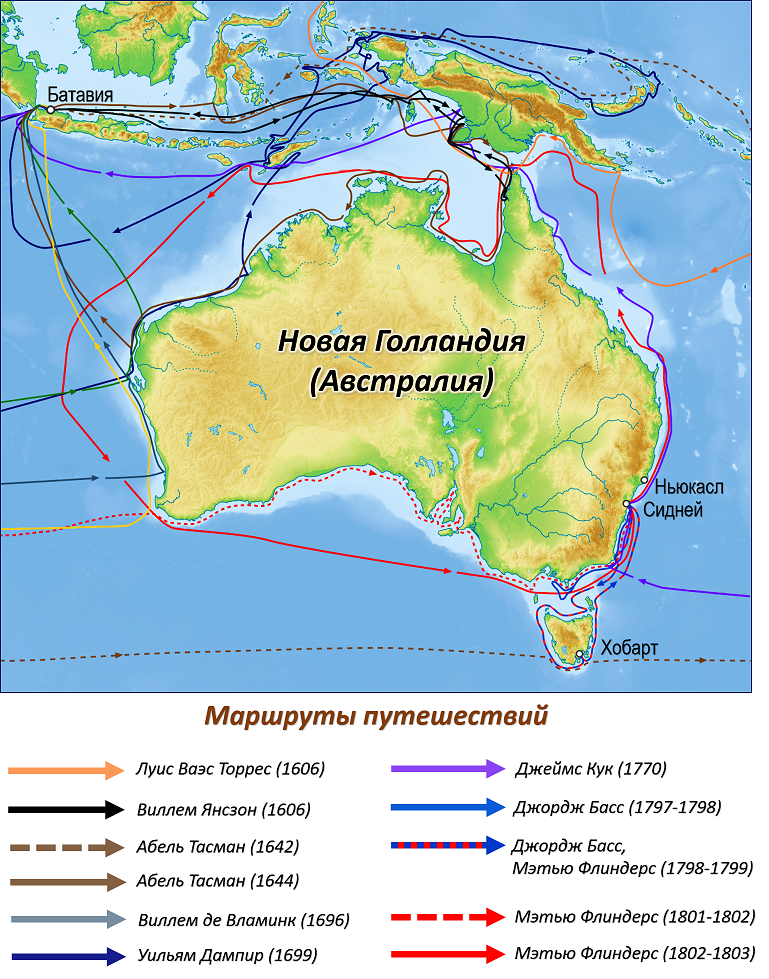 Батавия
Новая Голландия
(Австралия)
Ньюкасл
Сидней
Хобарт
Маршруты путешествий
Луис Ваэс Торрес (1606)
Виллем Янсзон (1606)
Абель Тасман (1642)
Абель Тасман (1644)
Виллем де Вламинк (1696)
Уильям Дампир (1699)
Джеймс Кук (1770)
Джордж Басс (1797-1798)
Джордж Басс,
Мэтью Флиндерс (1798-1799)
Мэтью Флиндерс (1801-1802)
Мэтью Флиндерс (1802-1803)